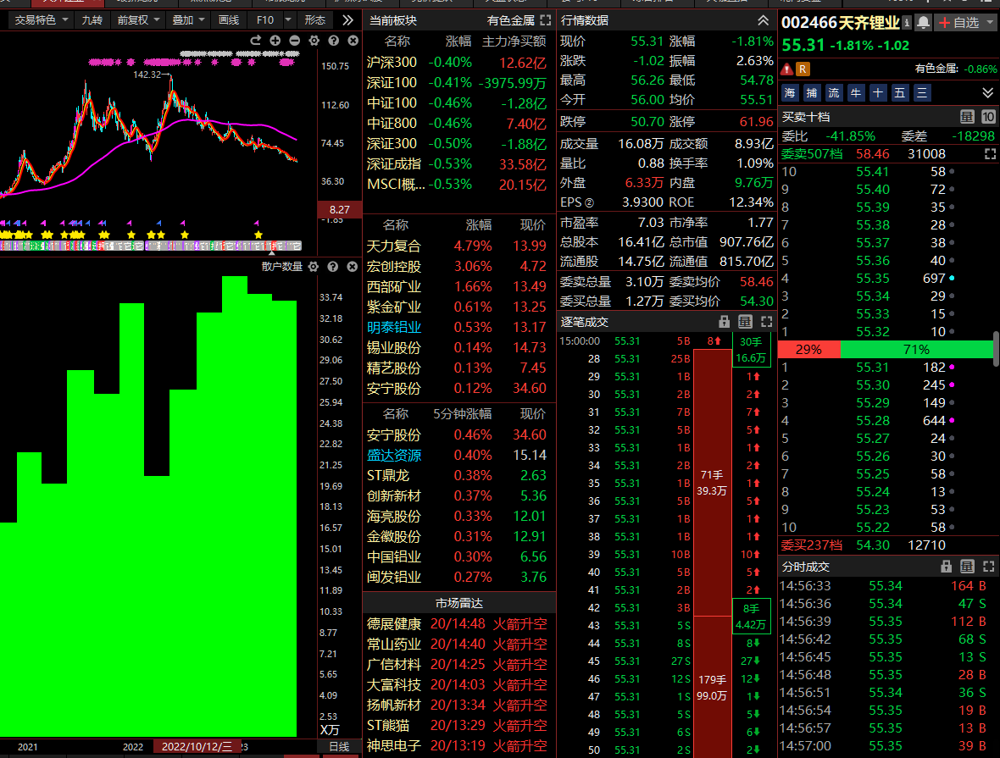 交易特色 九转 前复权 叠加 画线 F10 形态
142.32
150.75
112.60
74.45
36.30
8.27
-1.85
散户数量
33.74
32.18
30.62
29.06
27.50
25.94
24.38
22.82
21.25
19.69
18.13
16.57
15.01
13.45
11.89
10.33
8.77
7.21
5.65
4.09
2.53
X万
2021 2022 2022/10/12/三 日线
当前板块 有色金属
名称 涨幅 主力净买额
沪深300 -0.40% 12.62亿
深证100 -0.41% -3975.99万
中证100 -0.46% -1.28亿
中证800 -0.46% 7.40亿
深证300 -0.50% -1.88亿
深证成指 -0.53% 33.58亿
MSCI概... -0.53% 20.15亿
名称 涨幅 现价
天力复合 4.79% 13.99
宏创控股 3.06% 4.72
西部矿业 1.66% 13.49
紫金矿业 0.61% 13.25
明泰铝业 0.53% 13.17
锡业股份 0.14% 14.73
精艺股份 0.13% 7.45
安宁股份 0.12% 34.60
名称 5分钟涨幅 现价
安宁股份 0.46% 34.60
盛达资源 0.40% 15.14
ST鼎龙 0.38% 2.63
创新新材 0.37% 5.36
海亮股份 0.33% 12.01
金徽股份 0.31% 12.91
中国铝业 0.30% 6.56
闽发铝业 0.27% 3.76
市场雷达
德展健康 20/14:48 火箭升空
常山药业 20/14:40 火箭升空
广信材料 20/14:25 火箭升空
大富科技 20/14:03 火箭升空
扬帆新材 20/13:34 火箭升空
ST熊猫 20/13:29 火箭升空
神思电子 20/13:19 火箭升空
行情数据
现价 55.31 涨幅 -1.81%
涨跌 -1.02 振幅 2.63%
最高 56.26 最低 54.78
今开 56.00 均价 55.51
跌停 50.70 涨停 61.96
成交量 16.08万 成交额 8.93亿
量比 0.88 换手率 1.09%
外盘 6.33万 内盘 9.76万
EPS② 3.9300 ROE 12.34%
市盈率 7.03 市净率 1.77
总股本 16.41亿 总市值 907.76亿
流通股 14.75亿 流通值 815.70亿
委卖总量 3.10万 委卖均价 58.46
委买总量 1.27万 委买均价 54.30
逐笔成交 量
15:00:00 55.31 5B 8⬆ 30手
28 55.31 25B 16.6万
29 55.31 1B 1⬆
30 55.31 2B 2⬆
31 55.31 7B 7⬆
32 55.31 5B 5⬆
33 55.31 1B 1⬆
34 55.31 2B 71手 2⬆
35 55.31 1B 39.3万 1⬆
36 55.31 5B 5⬆
37 55.31 1B 1⬆
38 55.31 1B 1⬆
39 55.31 10B 10⬆
40 55.31 5B 5⬆
41 55.31 2B 2⬆
42 55.31 3B 8手
43 55.31 5S 4.42万
44 55.31 8S 8⬇
45 55.31 27S 27⬇
46 55.31 12S 179手 12⬇
47 55.31 1S 99.0万 1⬇
48 55.31 5S 5⬇
49 55.31 6S 6⬇
50 55.31 2S 2⬇
002466天齐锂业 i 自选
55.31 -1.81% -1.02
R 有色金属: -0.86%
海 捕 流 牛 十 五 三
买卖十档 量 10
委比 -41.85% 委差 -18298
委卖507档 58.46 31008
10 55.41 58
9 55.40 72
8 55.39 35
7 55.38 28
6 55.37 38
5 55.36 40
4 55.35 697
3 55.34 29
2 55.33 15
1 55.32 10
29% 71%
1 55.31 182
2 55.30 245
3 55.29 149
4 55.28 644
5 55.27 24
6 55.26 30
7 55.25 58
8 55.24 13
9 55.23 53
10 55.22 58
委买237档 54.30 12710
分时成交 量
14:56:33 55.34 164 B
14:56:36 55.34 47 S
14:56:39 55.35 112 B
14:56:42 55.35 68 S
14:56:45 55.35 13 S
14:56:48 55.35 28 B
14:56:51 55.34 36 S
14:56:54 55.35 19 B
14:56:57 55.35 13 B
14:57:00 55.35 39 B